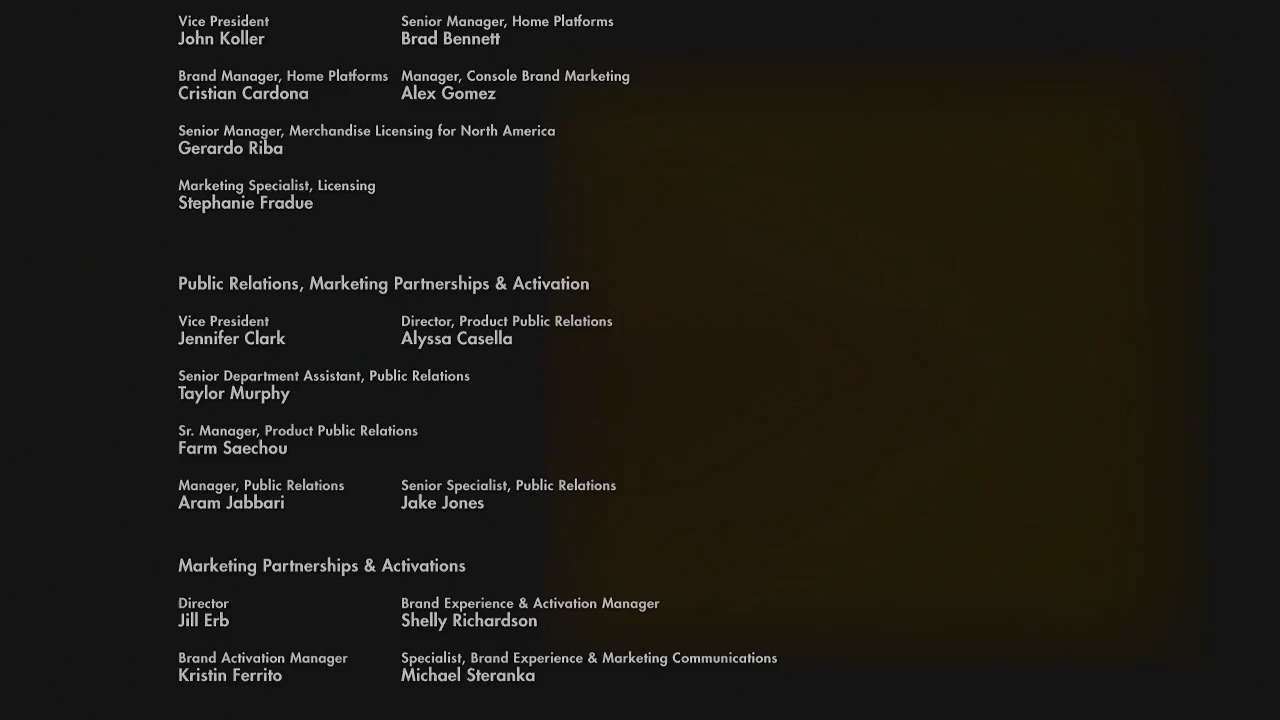 Vice President
John Koller
Senior Manager, Home Platforms
Brad Bennett
Brand Manager, Home Platforms
Cristian Cardona
Manager, Console Brand Marketing
Alex Gomez
Senior Manager, Merchandise Licensing for North America
Gerardo Riba
Marketing Specialist, Licensing
Stephanie Fradue
Public Relations, Marketing Partnerships & Activation
Vice President
Jennifer Clark
Director, Product Public Relations
Alyssa Casella
Senior Department Assistant, Public Relations
Taylor Murphy
Sr. Manager, Product Public Relations
Farm Saechou
Manager, Public Relations
Aram Jabbari
Senior Specialist, Public Relations
Jake Jones
Marketing Partnerships & Activations
Director
Jill Erb
Brand Experience & Activation Manager
Shelly Richardson
Brand Activation Manager
Kristin Ferrito
Specialist, Brand Experience & Marketing Communications
Michael Steranka